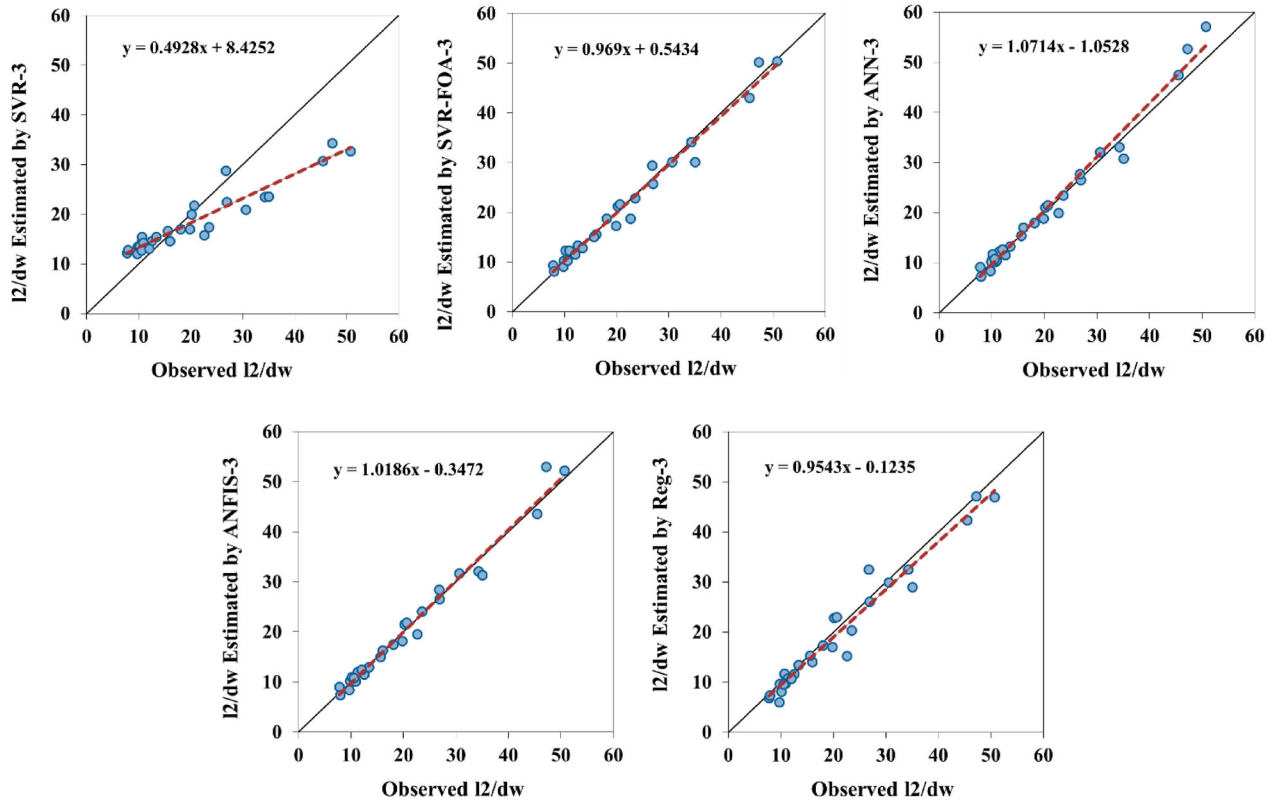 y = 0.4928x + 8.4252
l2/dw Estimated by SVR-3
60
50
40
30
20
10
0
0 10 20 30 40 50 60
Observed l2/dw
y = 0.969x + 0.5434
l2/dw Estimated by SVR-FOA-3
60
50
40
30
20
10
0
0 10 20 30 40 50 60
Observed l2/dw
y = 1.0714x - 1.0528
l2/dw Estimated by ANN-3
60
50
40
30
20
10
0
0 10 20 30 40 50 60
Observed l2/dw
y = 1.0186x - 0.3472
l2/dw Estimated by ANFIS-3
60
50
40
30
20
10
0
0 10 20 30 40 50 60
Observed l2/dw
y = 0.9543x - 0.1235
l2/dw Estimated by Reg-3
60
50
40
30
20
10
0
0 10 20 30 40 50 60
Observed l2/dw